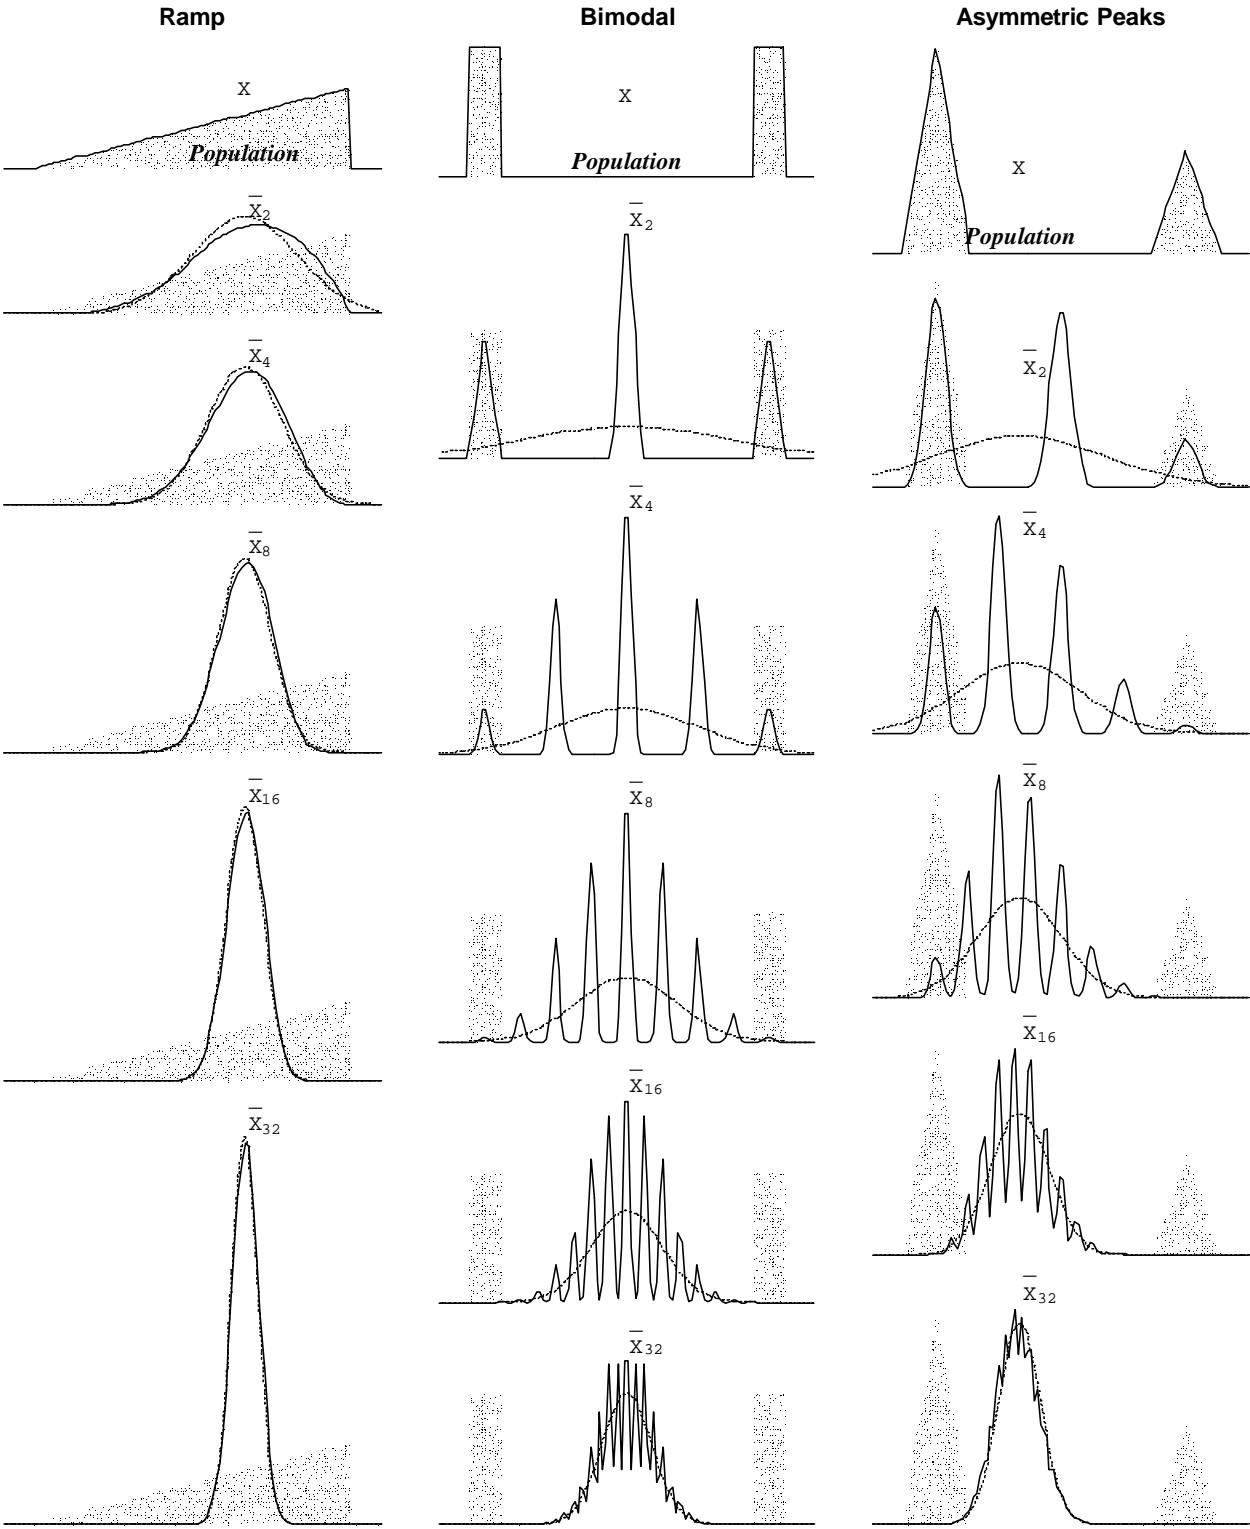 Ramp
X
Population
X̅₂
X̅₄
X̅₈
X̅₁₆
X̅₃₂
Bimodal
X
Population
X̅₂
X̅₄
X̅₈
X̅₁₆
X̅₃₂
Asymmetric Peaks
X
Population
X̅₂
X̅₄
X̅₈
X̅₁₆
X̅₃₂